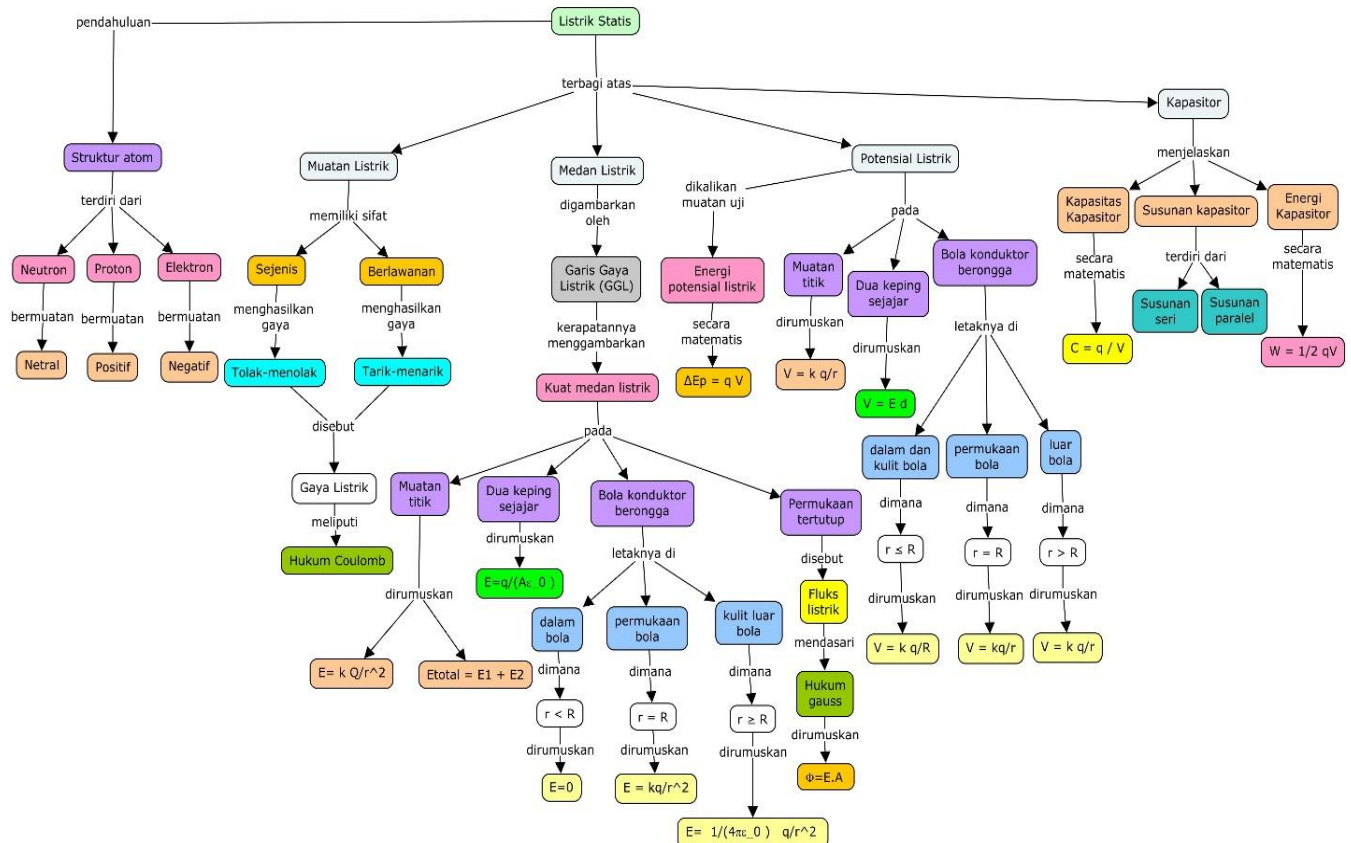 Listrik Statis
pendahuluan
terbagi atas
Struktur atom
terdiri dari
Neutron
Proton
Elektron
bermuatan
bermuatan
bermuatan
Netral
Positif
Negatif
Muatan Listrik
memiliki sifat
Sejenis
Berlawanan
menghasilkan
gaya
menghasilkan
gaya
Tolak-menolak
Tarik-menarik
disebut
Gaya Listrik
meliputi
Hukum Coulomb
Medan Listrik
digambarkan
oleh
Garis Gaya
Listrik (GGL)
kerapatannya
menggambarkan
Kuat medan listrik
pada
Muatan
titik
dirumuskan
E= k Q/r^2
Etotal = E1 + E2
Dua keping
sejajar
dirumuskan
E=q/(Aε_0 )
Bola konduktor
berongga
letaknya di
dalam
bola
dimana
r < R
dirumuskan
E=0
permukaan
bola
dimana
r = R
dirumuskan
E = kq/r^2
kulit luar
bola
dimana
r ≥ R
dirumuskan
E= 1/(4πε_0 ) q/r^2
Permukaan
tertutup
disebut
Fluks
listrik
mendasari
Hukum
gauss
dirumuskan
Φ=E.A
Potensial Listrik
dikalikan
muatan uji
Energi
potensial listrik
secara
matematis
ΔEp = q V
pada
Muatan
titik
dirumuskan
V = k q/r
Dua keping
sejajar
dirumuskan
V = E d
Bola konduktor
berongga
letaknya di
dalam dan
kulit bola
dimana
r ≤ R
dirumuskan
V = k q/R
permukaan
bola
dimana
r = R
dirumuskan
V = kq/r
luar
bola
dimana
r > R
dirumuskan
V = k q/r
Kapasitor
menjelaskan
Kapasitas
Kapasitor
secara
matematis
C = q / V
Susunan kapasitor
terdiri dari
Susunan
seri
Susunan
paralel
Energi
Kapasitor
secara
matematis
W = 1/2 qV